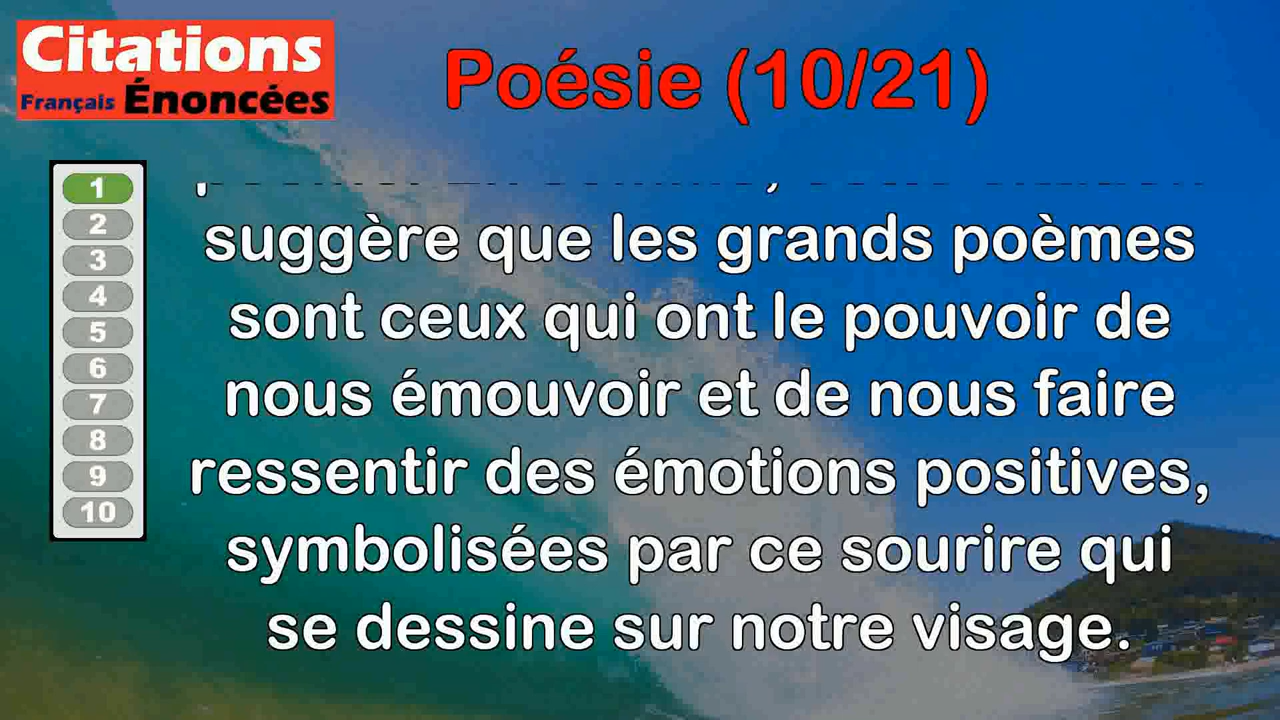 Citations
Français Énoncées
Poésie (10/21)
1
2
3
4
5
6
7
8
9
10
suggère que les grands poèmes
sont ceux qui ont le pouvoir de
nous émouvoir et de nous faire
ressentir des émotions positives,
symbolisées par ce sourire qui
se dessine sur notre visage.